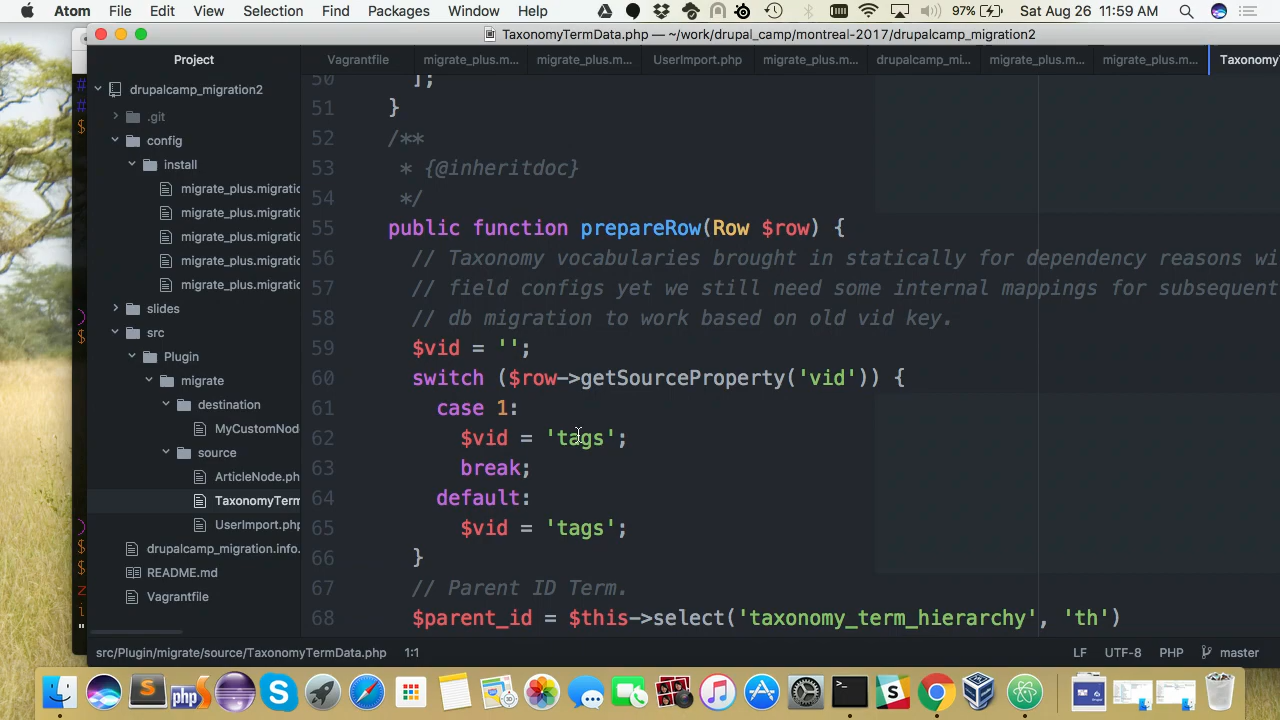 Atom File Edit View Selection Find Packages Window Help 97% Sat Aug 26 11:59 AM
TaxonomyTermData.php — ~/work/drupal_camp/montreal-2017/drupalcamp_migration2
Project Vagrantfile migrate_plus.m... migrate_plus.m... UserImport.php migrate_plus.m... drupalcamp_mi... migrate_plus.m... migrate_plus.m... Taxonomy
drupalcamp_migration2
.git
config
install
migrate_plus.migratic
migrate_plus.migratic
migrate_plus.migratic
migrate_plus.migratic
migrate_plus.migratic
slides
src
Plugin
migrate
destination
MyCustomNod
source
ArticleNode.ph
TaxonomyTerm
UserImport.php
drupalcamp_migration.info.
README.md
Vagrantfile
50 ];
51 }
52 /**
53 * {@inheritdoc}
54 */
55 public function prepareRow(Row $row) {
56 // Taxonomy vocabularies brought in statically for dependency reasons wi
57 // field configs yet we still need some internal mappings for subsequent
58 // db migration to work based on old vid key.
59 $vid = '';
60 switch ($row->getSourceProperty('vid')) {
61 case 1:
62 $vid = 'tags';
63 break;
64 default:
65 $vid = 'tags';
66 }
67 // Parent ID Term.
68 $parent_id = $this->select('taxonomy_term_hierarchy', 'th')
src/Plugin/migrate/source/TaxonomyTermData.php 1:1 LF UTF-8 PHP master